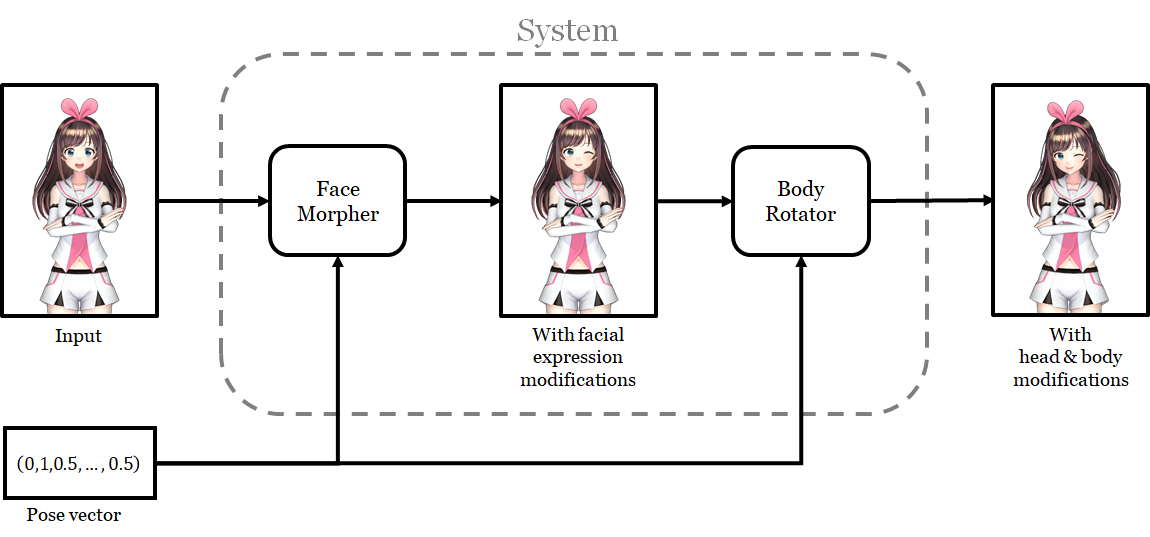 System
Face
Morpher
Body
Rotator
Input
With facial
expression
modifications
With
head & body
modifications
(0,1,0.5, ... , 0.5)
Pose vector